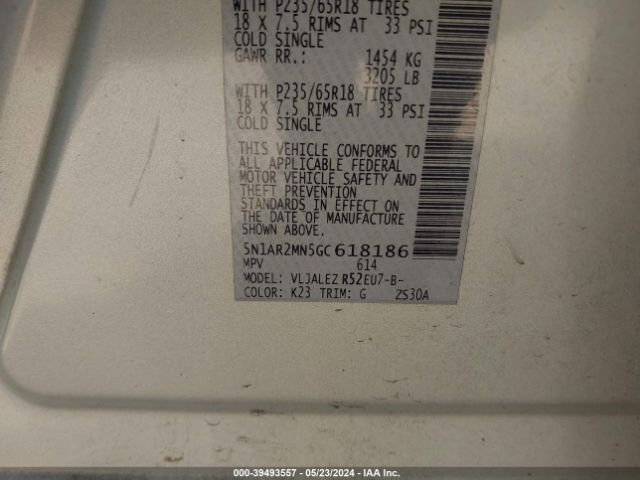 WITH P235/65R18 TIRES
18 X 7.5 RIMS AT 33 PSI
COLD SINGLE
GAWR RR.: 1454 KG
3205 LB
WITH P235/65R18 TIRES
18 X 7.5 RIMS AT 33 PSI
COLD SINGLE
THIS VEHICLE CONFORMS TO
ALL APPLICABLE FEDERAL
MOTOR VEHICLE SAFETY AND
THEFT PREVENTION
STANDARDS IN EFFECT ON
THE DATE OF MANUFACTURE
SHOWN ABOVE.
5N1AR2MN5GC618186
MPV 614
MODEL: VLJALEZ R52EU7-B-
COLOR: K23 TRIM: G ZS30A
000-39493557 - 05/23/2024 - IAA Inc.